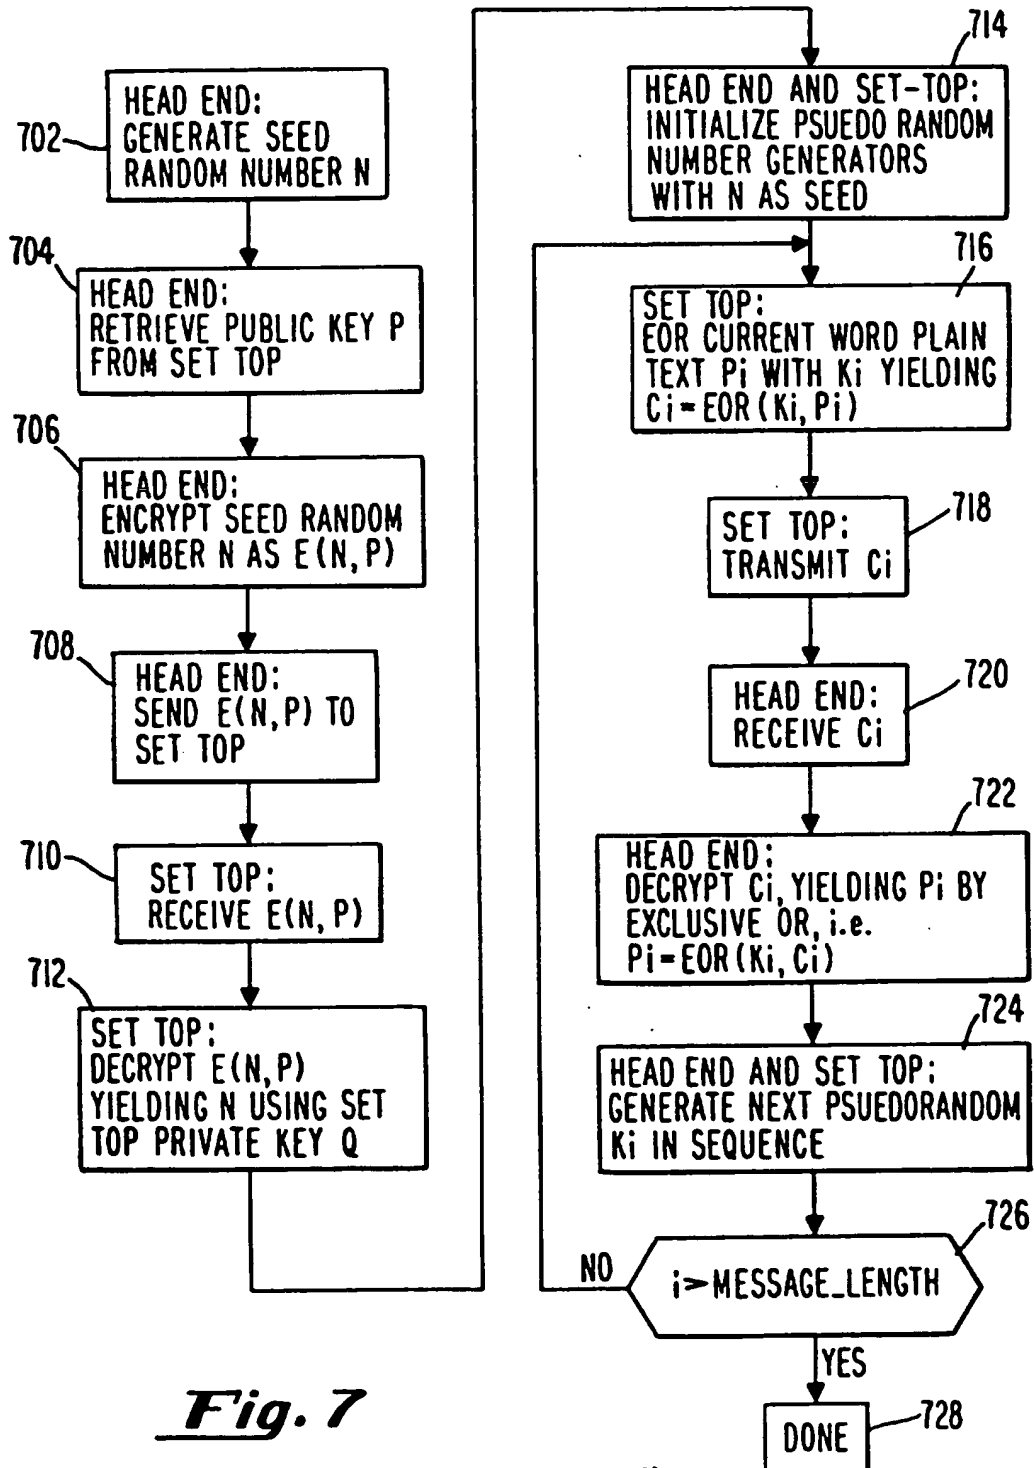 702
HEAD END:
GENERATE SEED
RANDOM NUMBER N
704
HEAD END:
RETRIEVE PUBLIC KEY P
FROM SET TOP
706
HEAD END:
ENCRYPT SEED RANDOM
NUMBER N AS E(N,P)
708
HEAD END:
SEND E(N,P) TO
SET TOP
710
SET TOP:
RECEIVE E(N,P)
712
SET TOP:
DECRYPT E(N,P)
YIELDING N USING SET
TOP PRIVATE KEY Q
714
HEAD END AND SET-TOP:
INITIALIZE PSUEDO RANDOM
NUMBER GENERATORS
WITH N AS SEED
716
SET TOP:
EOR CURRENT WORD PLAIN
TEXT Pi WITH Ki YIELDING
Ci=EOR(Ki,Pi)
718
SET TOP:
TRANSMIT Ci
720
HEAD END:
RECEIVE Ci
722
HEAD END:
DECRYPT Ci, YIELDING Pi BY
EXCLUSIVE OR, i.e.
Pi=EOR(Ki,Ci)
724
HEAD END AND SET TOP:
GENERATE NEXT PSUEDORANDOM
Ki IN SEQUENCE
726
i>MESSAGE_LENGTH
NO
YES
728
DONE
Fig. 7